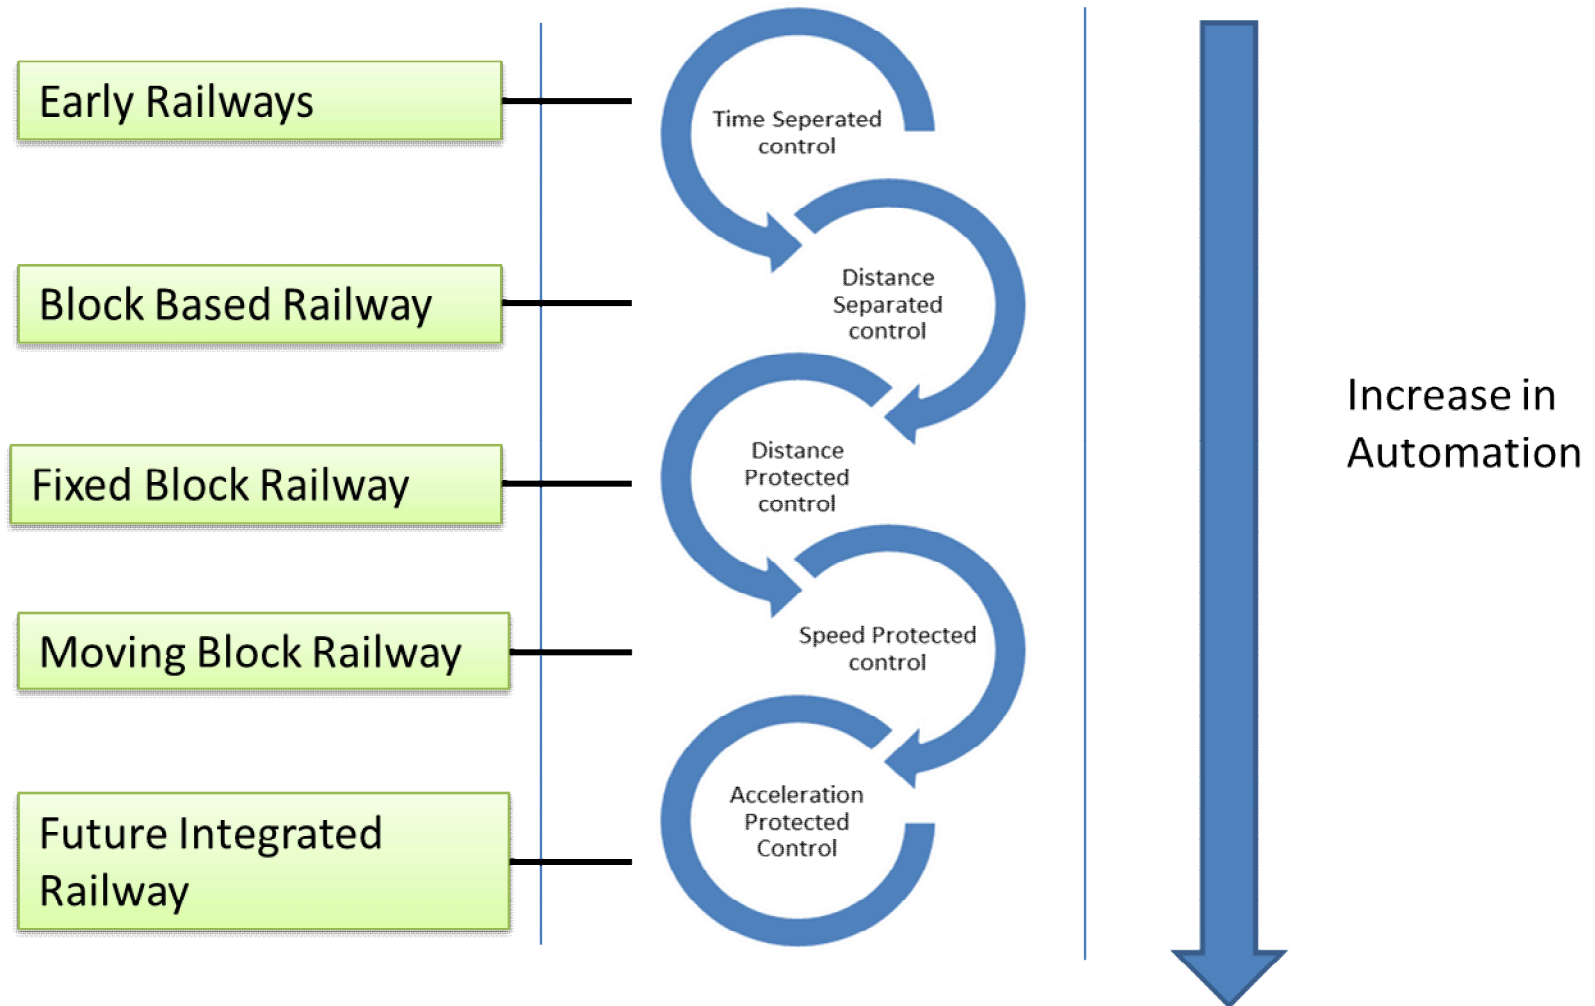 Early Railways
Time Seperated
control
Block Based Railway
Distance
Separated
control
Fixed Block Railway
Distance
Protected
control
Moving Block Railway
Speed Protected
control
Future Integrated
Railway
Acceleration
Protected
Control
Increase in
Automation